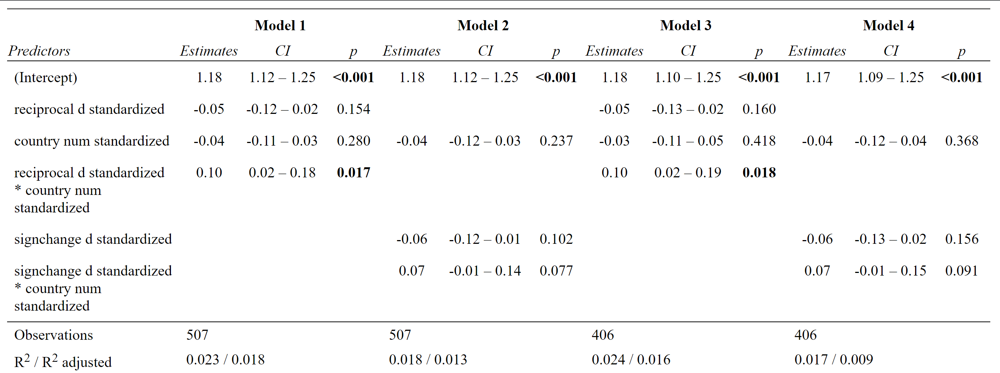 Model 1 Model 2 Model 3 Model 4
Predictors Estimates CI p Estimates CI p Estimates CI p Estimates CI p
(Intercept) 1.18 1.12 – 1.25 <0.001 1.18 1.12 – 1.25 <0.001 1.18 1.10 – 1.25 <0.001 1.17 1.09 – 1.25 <0.001
reciprocal d standardized -0.05 -0.12 – 0.02 0.154 -0.05 -0.13 – 0.02 0.160
country num standardized -0.04 -0.11 – 0.03 0.280 -0.04 -0.12 – 0.03 0.237 -0.03 -0.11 – 0.05 0.418 -0.04 -0.12 – 0.04 0.368
reciprocal d standardized 0.10 0.02 – 0.18 0.017 0.10 0.02 – 0.19 0.018
* country num
standardized
signchange d standardized -0.06 -0.12 – 0.01 0.102 -0.06 -0.13 – 0.02 0.156
signchange d standardized 0.07 -0.01 – 0.14 0.077 0.07 -0.01 – 0.15 0.091
* country num
standardized
Observations 507 507 406 406
R2 / R2 adjusted 0.023 / 0.018 0.018 / 0.013 0.024 / 0.016 0.017 / 0.009